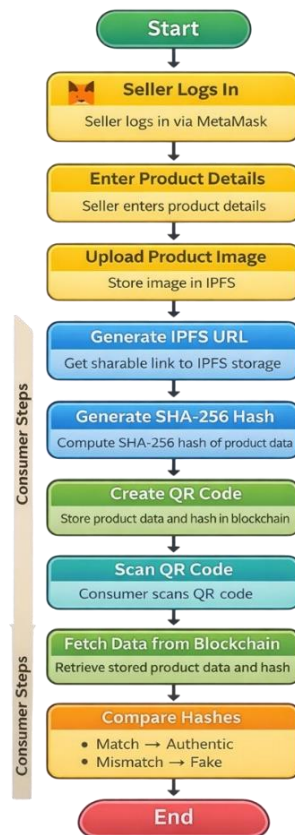 Start
Seller Logs In
Seller logs in via MetaMask
Enter Product Details
Seller enters product details
Upload Product Image
Store image in IPFS
Generate IPFS URL
Get sharable link to IPFS storage
Generate SHA-256 Hash
Compute SHA-256 hash of product data
Create QR Code
Store product data and hash in blockchain
Consumer Steps
Scan QR Code
Consumer scans QR code
Fetch Data from Blockchain
Retrieve stored product data and hash
Consumer Steps
Compare Hashes
• Match → Authentic
• Mismatch → Fake
End